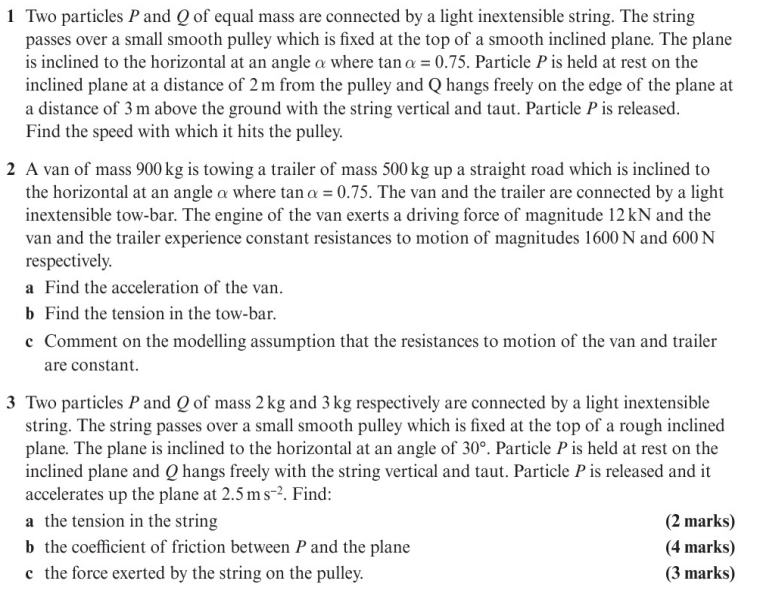 1 Two particles P and Q of equal mass are connected by a light inextensible string. The string
passes over a small smooth pulley which is fixed at the top of a smooth inclined plane. The plane
is inclined to the horizontal at an angle α where tan α = 0.75. Particle P is held at rest on the
inclined plane at a distance of 2 m from the pulley and Q hangs freely on the edge of the plane at
a distance of 3 m above the ground with the string vertical and taut. Particle P is released.
Find the speed with which it hits the pulley.
2 A van of mass 900 kg is towing a trailer of mass 500 kg up a straight road which is inclined to
the horizontal at an angle α where tan α = 0.75. The van and the trailer are connected by a light
inextensible tow-bar. The engine of the van exerts a driving force of magnitude 12 kN and the
van and the trailer experience constant resistances to motion of magnitudes 1600 N and 600 N
respectively.
a Find the acceleration of the van.
b Find the tension in the tow-bar.
c Comment on the modelling assumption that the resistances to motion of the van and trailer
are constant.
3 Two particles P and Q of mass 2 kg and 3 kg respectively are connected by a light inextensible
string. The string passes over a small smooth pulley which is fixed at the top of a rough inclined
plane. The plane is inclined to the horizontal at an angle of 30°. Particle P is held at rest on the
inclined plane and Q hangs freely with the string vertical and taut. Particle P is released and it
accelerates up the plane at 2.5 m s⁻². Find:
a the tension in the string (2 marks)
b the coefficient of friction between P and the plane (4 marks)
c the force exerted by the string on the pulley. (3 marks)